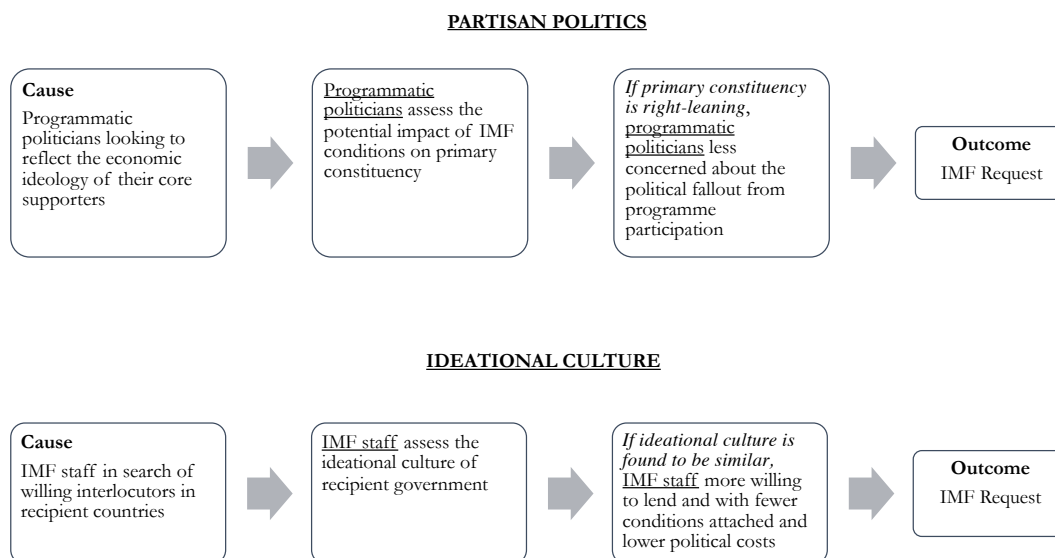 PARTISAN POLITICS
Cause
Programmatic
politicians looking to
reflect the economic
ideology of their core
supporters
Programmatic
politicians assess the
potential impact of IMF
conditions on primary
constituency
If primary constituency
is right-leaning,
programmatic
politicians less
concerned about the
political fallout from
programme
participation
Outcome
IMF Request
IDEATIONAL CULTURE
Cause
IMF staff in search of
willing interlocutors in
recipient countries
IMF staff assess the
ideational culture of
recipient government
If ideational culture is
found to be similar,
IMF staff more willing
to lend and with fewer
conditions attached and
lower political costs
Outcome
IMF Request